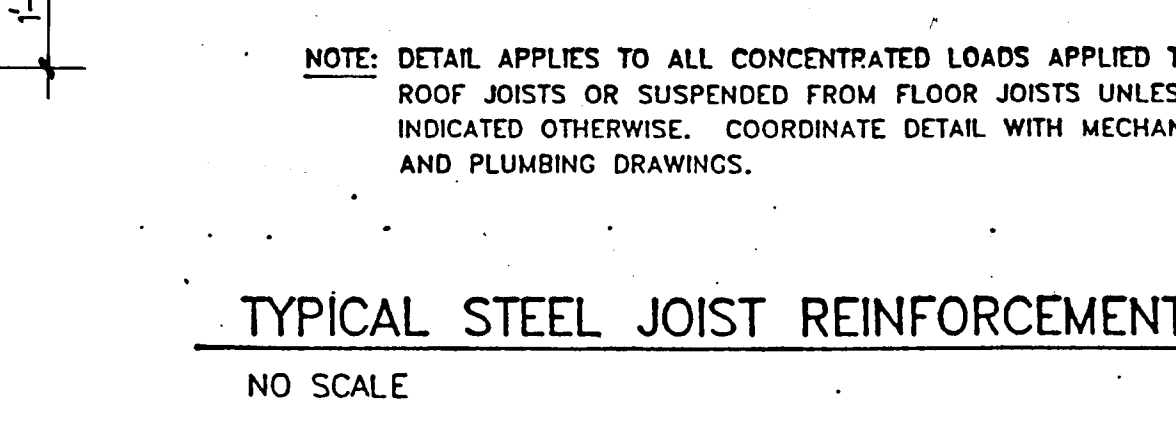 NOTE: DETAIL APPLIES TO ALL CONCENTRATED LOADS APPLIED
ROOF JOISTS OR SUSPENDED FROM FLOOR JOISTS UNLES
INDICATED OTHERWISE. COORDINATE DETAIL WITH MECHAN
AND PLUMBING DRAWINGS.
TYPICAL STEEL JOIST REINFORCEMENT
NO SCALE